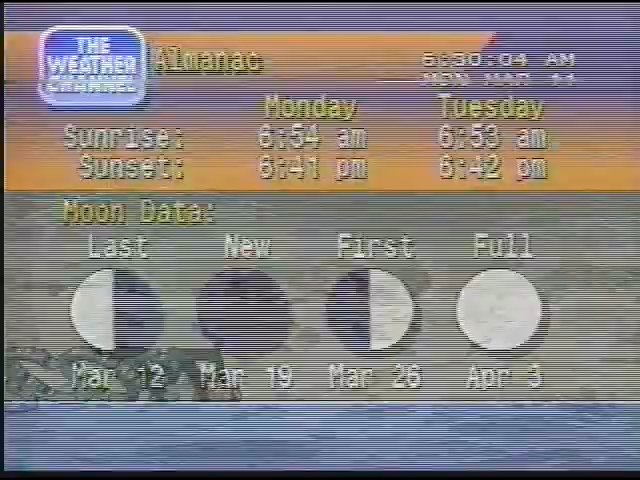 THE
WEATHER
CHANNEL
Almanac
6:30:04 AM
MON MAR 11
Monday Tuesday
Sunrise: 6:54 am 6:53 am
Sunset: 6:41 pm 6:42 pm
Moon Data:
Last New First Full
Mar 12 Mar 19 Mar 26 Apr 3